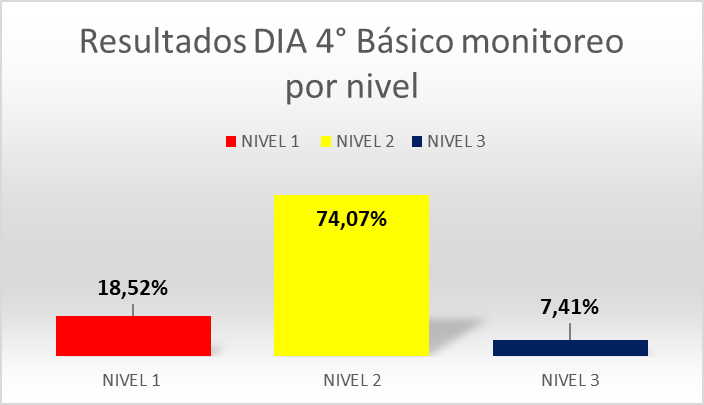 Resultados DIA 4° Básico monitoreo
por nivel
NIVEL 1 NIVEL 2 NIVEL 3
74,07%
18,52%
7,41%
NIVEL 1 NIVEL 2 NIVEL 3